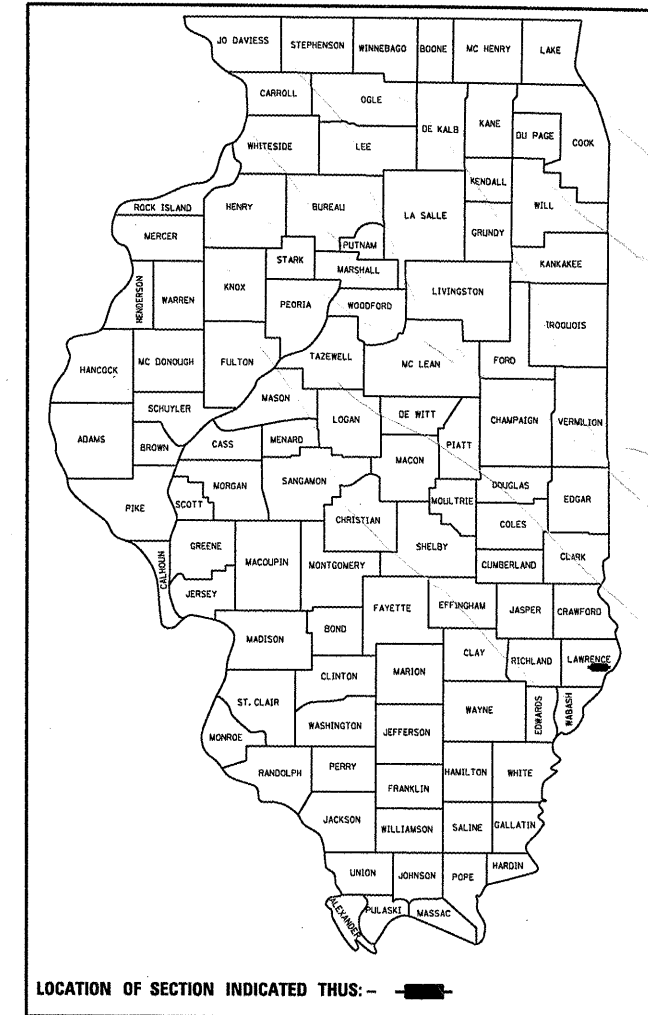 JO DAVIESS STEPHENSON WINNEBAGO BOONE MC HENRY LAKE
CARROLL OGLE DE KALB KANE DU PAGE COOK
WHITESIDE LEE
KENDALL
ROCK ISLAND HENRY BUREAU LA SALLE WILL
MERCER PUTNAM GRUNDY
STARK MARSHALL KANKAKEE
HENDERSON WARREN KNOX PEORIA WOODFORD LIVINGSTON IROQUOIS
HANCOCK MC DONOUGH FULTON TAZEWELL MC LEAN FORD
MASON
SCHUYLER LOGAN DE WITT CHAMPAIGN VERMILION
ADAMS BROWN CASS MENARD MACON PIATT
MORGAN SANGAMON DOUGLAS EDGAR
PIKE SCOTT CHRISTIAN MOULTRIE COLES
GREENE MACOUPIN MONTGOMERY SHELBY CUMBERLAND CLARK
CALHOUN JERSEY
FAYETTE EFFINGHAM JASPER CRAWFORD
MADISON BOND
CLAY RICHLAND LAWRENCE
CLINTON MARION
ST. CLAIR WAYNE EDWARDS WABASH
WASHINGTON JEFFERSON
MONROE
RANDOLPH PERRY HAMILTON WHITE
FRANKLIN
JACKSON WILLIAMSON SALINE GALLATIN
UNION JOHNSON POPE HARDIN
ALEXANDER PULASKI MASSAC
LOCATION OF SECTION INDICATED THUS: -